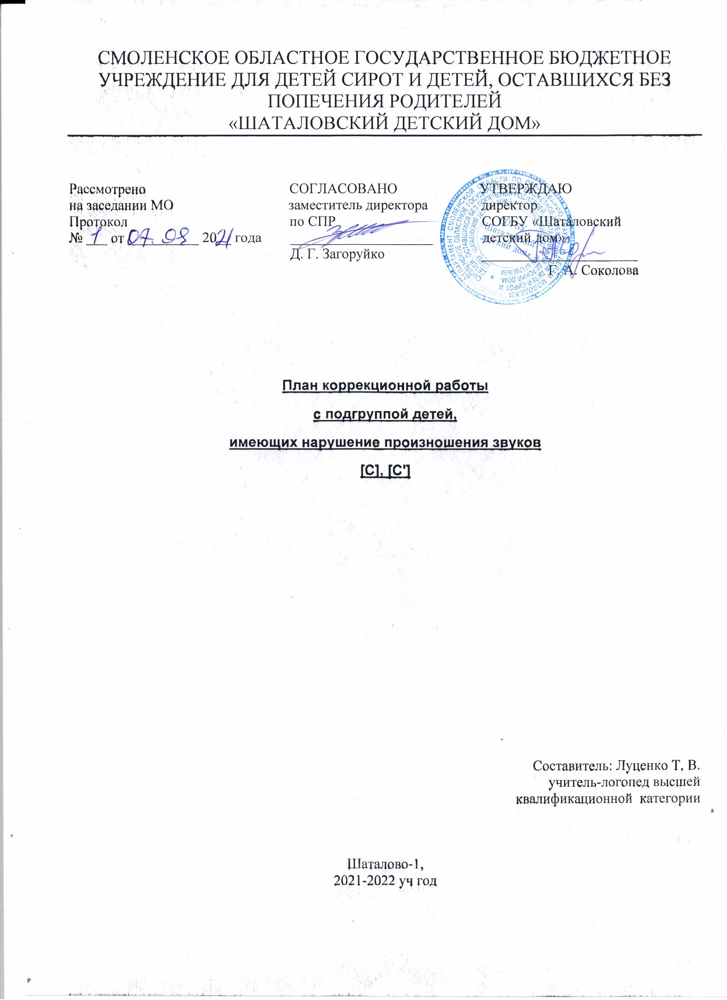 СМОЛЕНСКОЕ ОБЛАСТНОЕ ГОСУДАРСТВЕННОЕ БЮДЖЕТНОЕ
УЧРЕЖДЕНИЕ ДЛЯ ДЕТЕЙ СИРОТ И ДЕТЕЙ, ОСТАВШИХСЯ БЕЗ
ПОПЕЧЕНИЯ РОДИТЕЛЕЙ
«ШАТАЛОВСКИЙ ДЕТСКИЙ ДОМ»
Рассмотрено
на заседании МО
Протокол
№ 1 от 07. 09 2021 года
СОГЛАСОВАНО
заместитель директора
по СПР
Д. Г. Загоруйко
УТВЕРЖДАЮ
директор
СОГБУ «Шаталовский
детский дом»
Г. А. Соколова
План коррекционной работы
с подгруппой детей,
имеющих нарушение произношения звуков
[С], [С']
Составитель: Луценко Т. В.
учитель-логопед высшей
квалификационной категории
Шаталово-1,
2021-2022 уч год